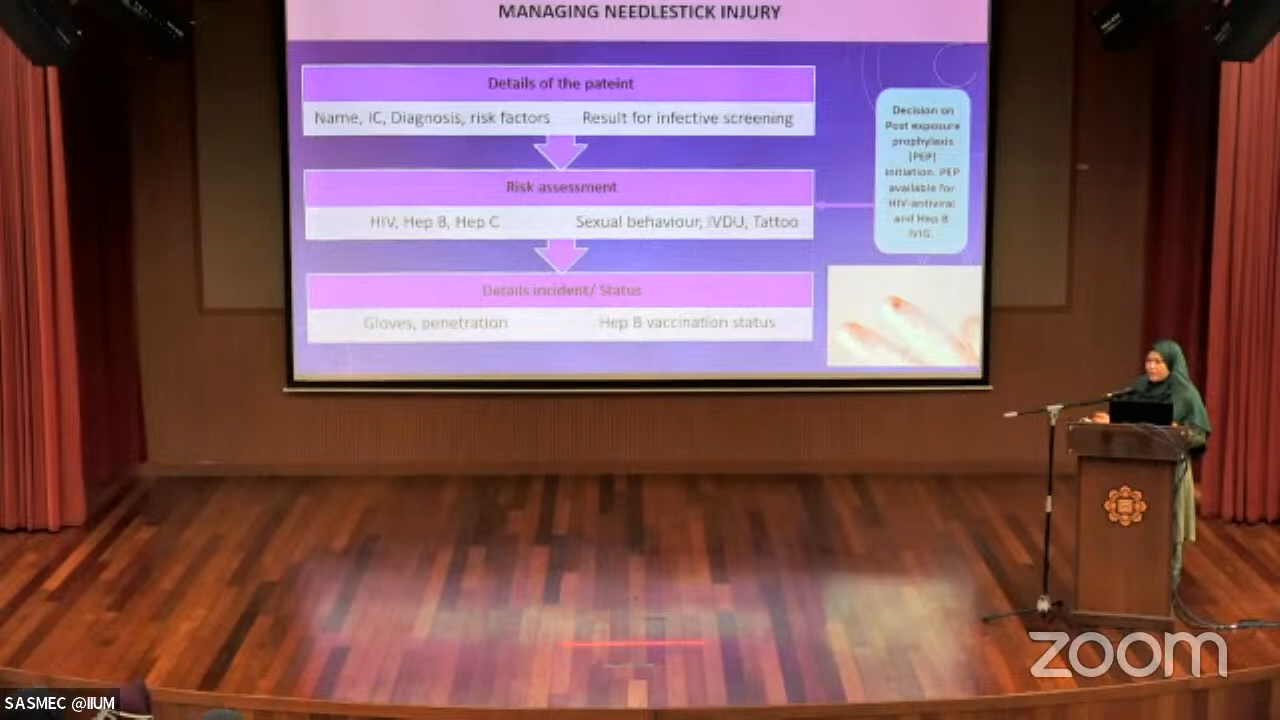 MANAGING NEEDLESTICK INJURY
Details of the pateint
Name, IC, Diagnosis, risk factors Result for infective screening
Risk assessment
HIV, Hep B, Hep C Sexual behaviour, IVDU, Tattoo
Details incident/ Status
Gloves, penetration Hep B vaccination status
Decision on
Post exposure
prophylaxis
(PEP)
initiation. PEP
available for
HIV-antiviral
and Hep B
IVIG.
zoom
SASMEC @IIUM